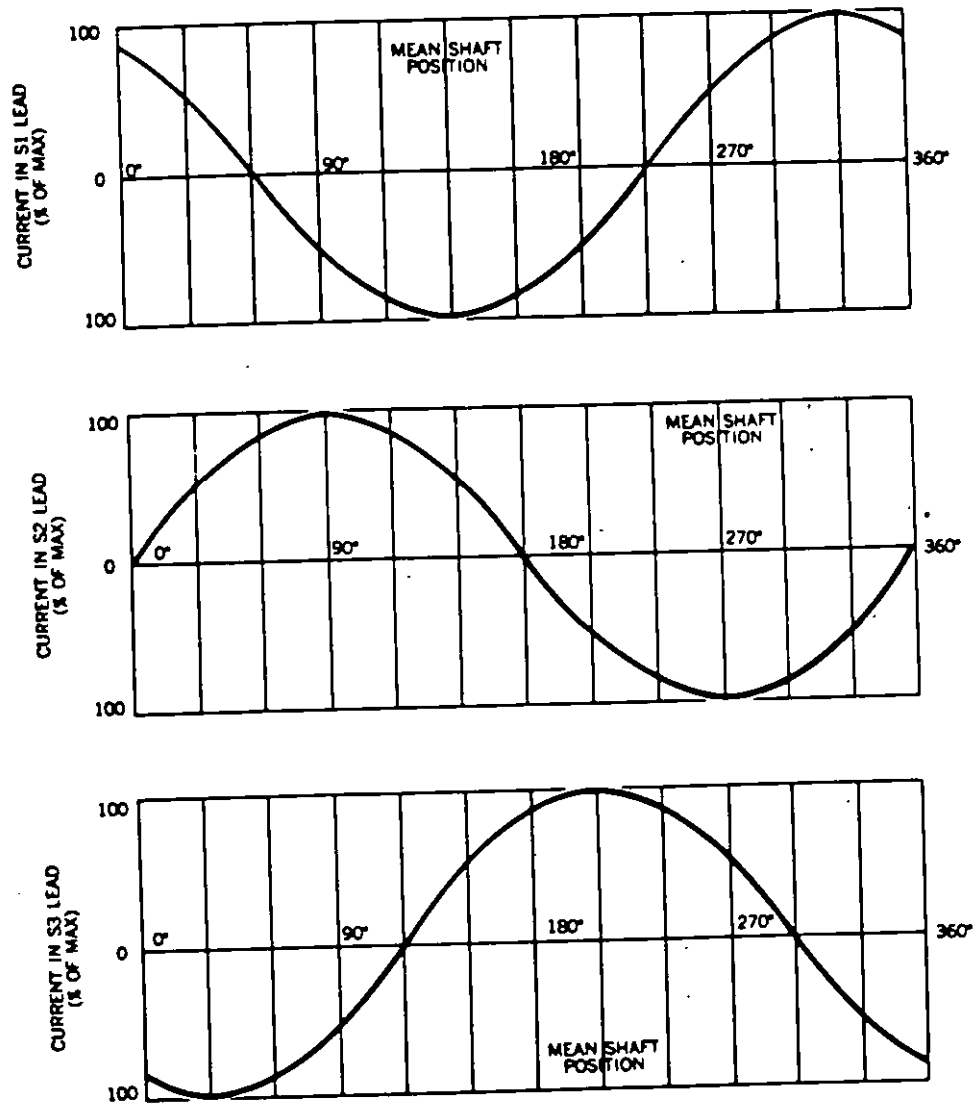 100
MEAN SHAFT
POSITION
CURRENT IN S1 LEAD
(% OF MAX)
0°
90°
180°
270°
360°
0
100
100
MEAN SHAFT
POSITION
CURRENT IN S2 LEAD
(% OF MAX)
0°
90°
180°
270°
360°
0
100
100
CURRENT IN S3 LEAD
(% OF MAX)
0°
90°
180°
270°
360°
0
MEAN SHAFT
POSITION
100